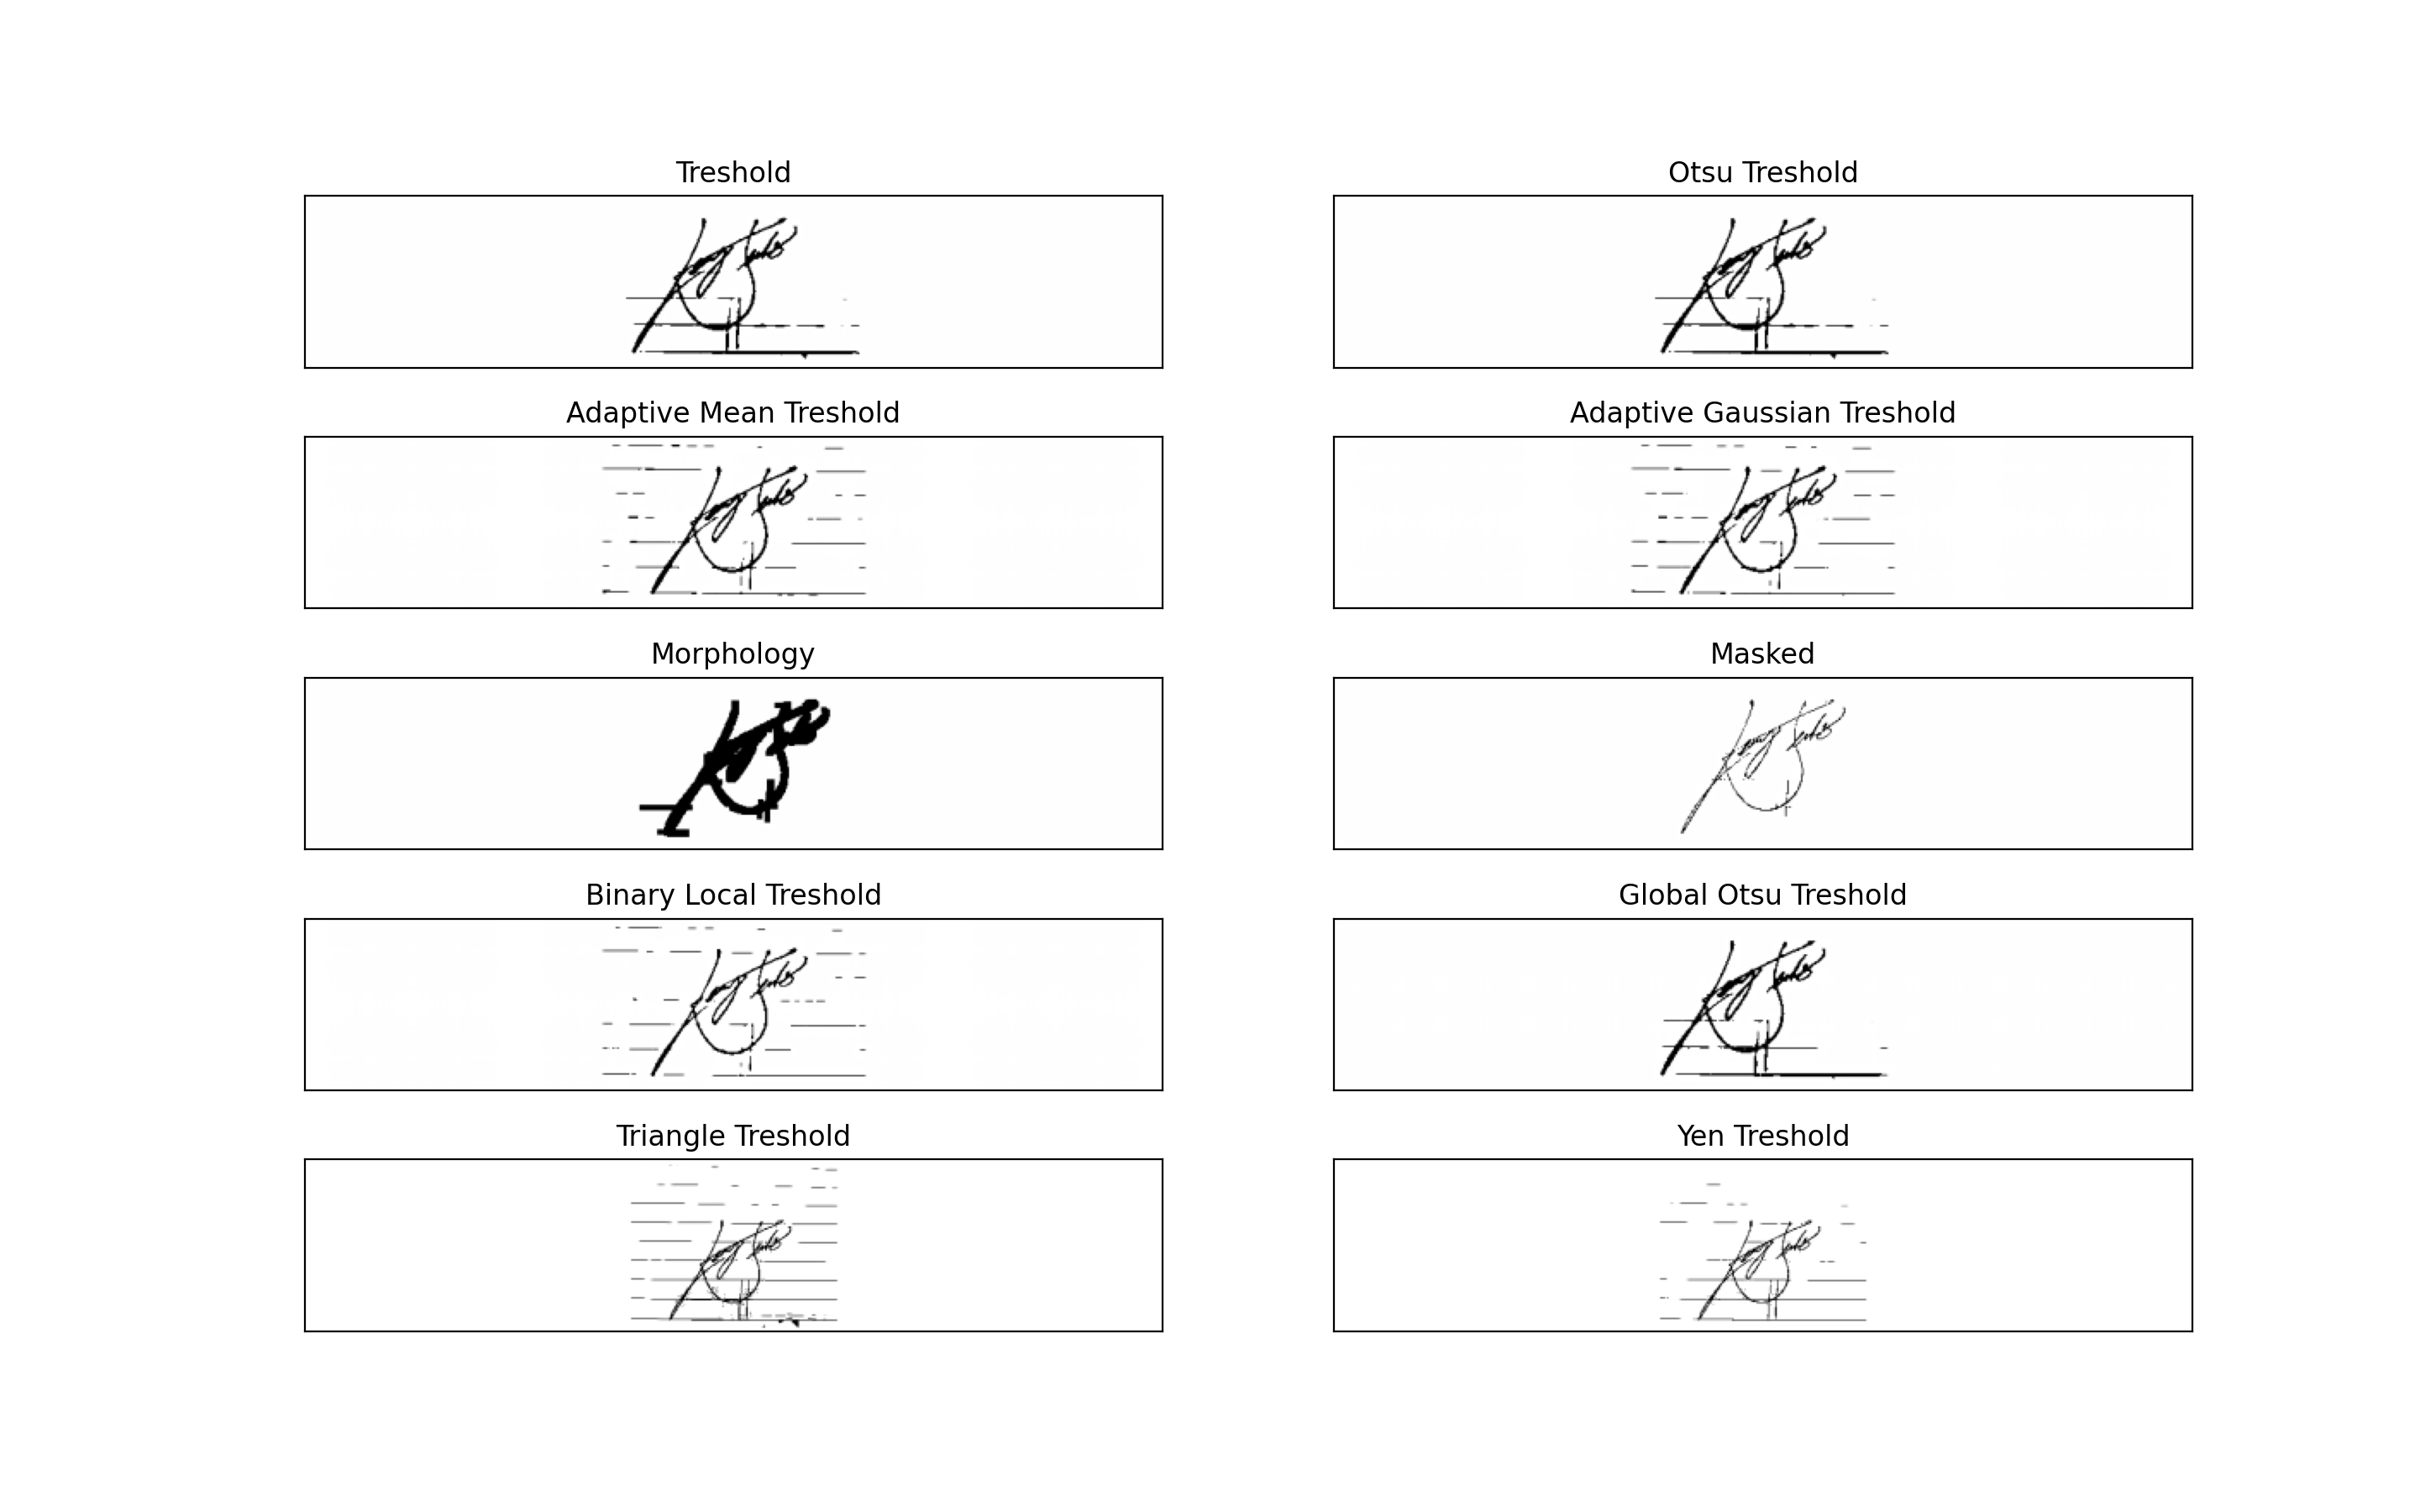 Treshold
Otsu Treshold
Adaptive Mean Treshold
Adaptive Gaussian Treshold
Morphology
Masked
Binary Local Treshold
Global Otsu Treshold
Triangle Treshold
Yen Treshold